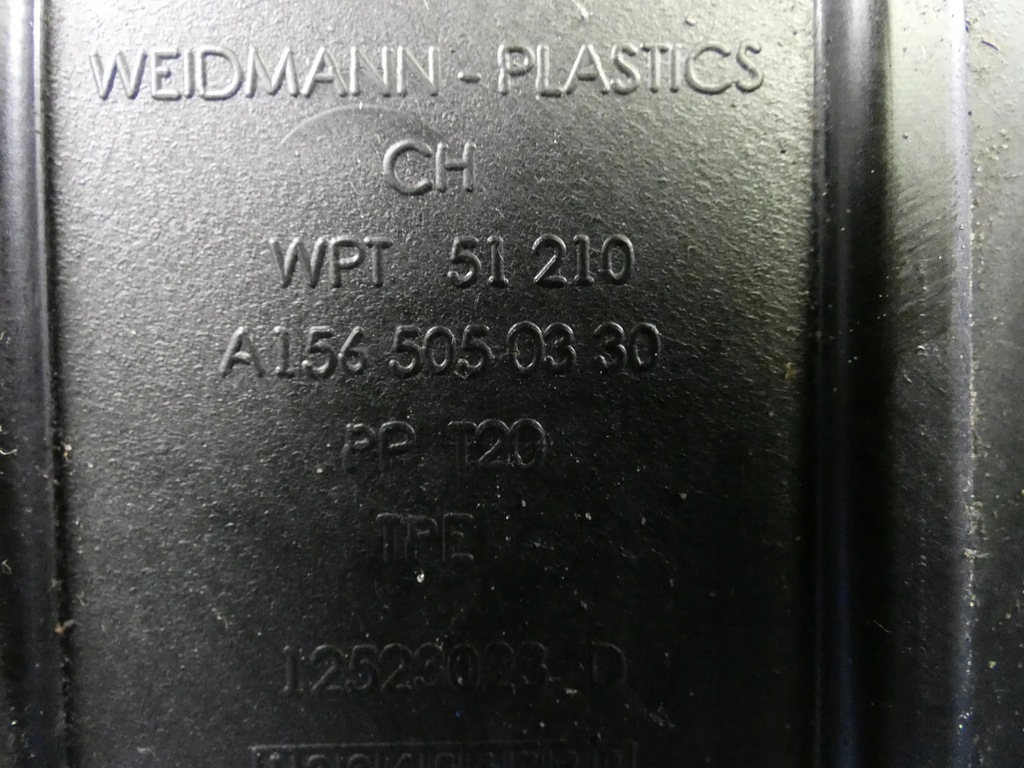 WEIDMANN - PLASTICS
CH
WPT 51 210
A156 505 03 30
PP T20
TPE
12523023 D